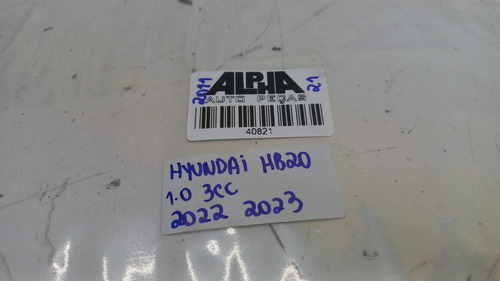 2011
ALPHA
21
AUTO PEÇAS
40821
HYUNDAi HB20
1.0 3CC
2022 2023